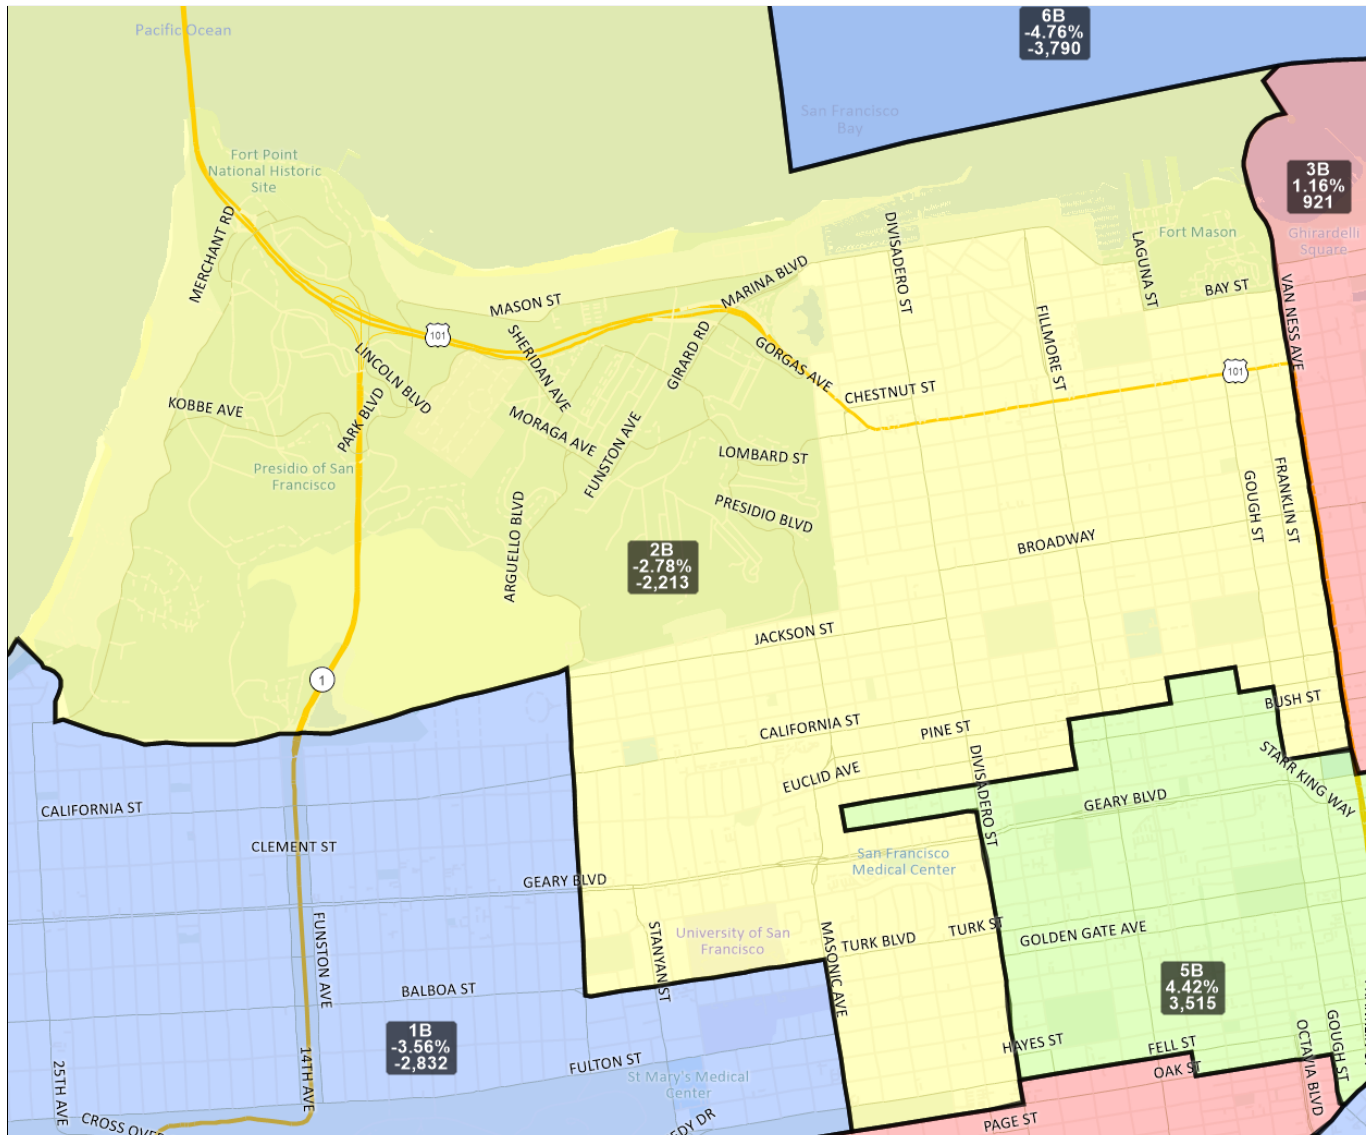 6B
-4.76%
-3,790
Pacific Ocean
San Francisco
Bay
Fort Point
National Historic
Site
3B
1.16%
921
Ghirardelli
Square
Fort Mason
MERCHANT RD
DIVISADERO ST
LAGUNA ST
BAY ST
VAN NESS AVE
MARINA BLVD
MASON ST
101
SHERIDAN AVE
GIRARD RD
GORGAS AVE
FILLMORE ST
101
LINCOLN BLVD
CHESTNUT ST
KOBBE AVE
PARK BLVD
MORAGA AVE
FUNSTON AVE
LOMBARD ST
Presidio of San
Francisco
ARGUELLO BLVD
PRESIDIO BLVD
GOUGH ST
FRANKLIN ST
BROADWAY
2B
-2.78%
-2,213
JACKSON ST
1
BUSH ST
CALIFORNIA ST
PINE ST
EUCLID AVE
DIVISADERO ST
STARR KING WAY
GEARY BLVD
CALIFORNIA ST
CLEMENT ST
GEARY BLVD
San Francisco
Medical Center
FUNSTON AVE
STANYAN ST
University of San
Francisco
MASONIC AVE
TURK BLVD
TURK ST
GOLDEN GATE AVE
BALBOA ST
5B
4.42%
3,515
1B
-3.56%
-2,832
HAYES ST
FELL ST
OAK ST
OCTAVIA BLVD
GOUGH ST
25TH AVE
14TH AVE
FULTON ST
St Mary's Medical
Center
CROSS OVE
EDY DR
PAGE ST